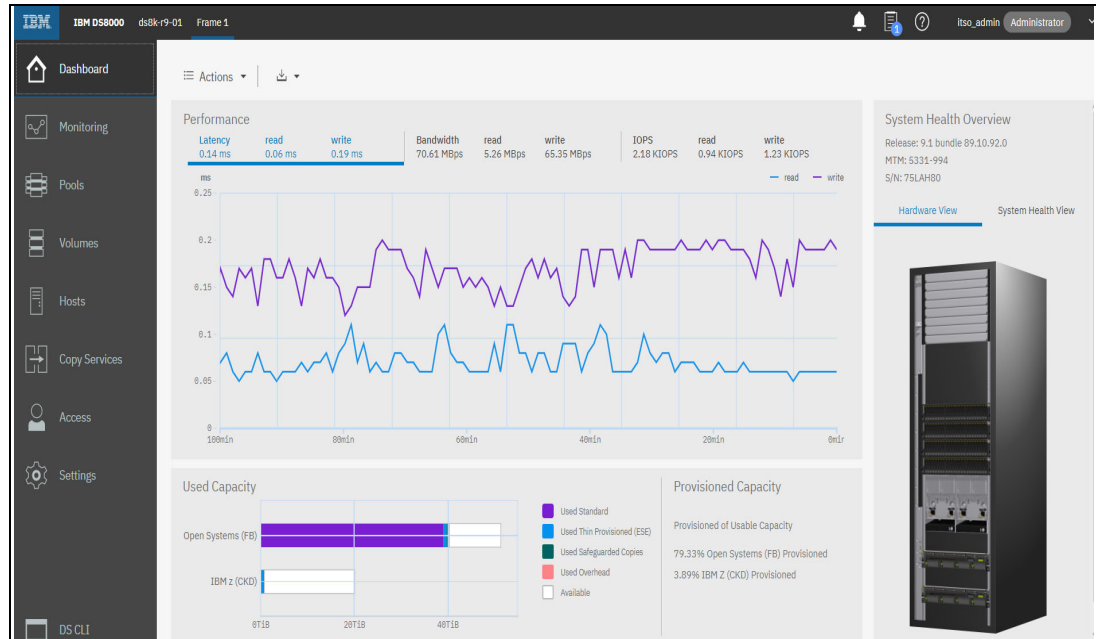 IBM IBM DS8000 ds8k-r9-01 Frame 1 1 itso_admin Administrator
Dashboard
Monitoring
Pools
Volumes
Hosts
Copy Services
Access
Settings
DS CLI
Actions
Performance
Latency read write Bandwidth read write IOPS read write
0.14 ms 0.06 ms 0.19 ms 70.61 MBps 5.26 MBps 65.35 MBps 2.18 KIOPS 0.94 KIOPS 1.23 KIOPS
ms read write
0.25
0.2
0.15
0.1
0.05
0
100min 80min 60min 40min 20min 0min
Used Capacity
Open Systems (FB)
IBM Z (CKD)
0TiB 20TiB 40TiB
Used Standard
Used Thin Provisioned (ESE)
Used Safeguarded Copies
Used Overhead
Available
Provisioned Capacity
Provisioned of Usable Capacity
79.33% Open Systems (FB) Provisioned
3.89% IBM Z (CKD) Provisioned
System Health Overview
Release: 9.1 bundle 89.10.92.0
MTM: 5331-994
S/N: 75LAH80
Hardware View System Health View